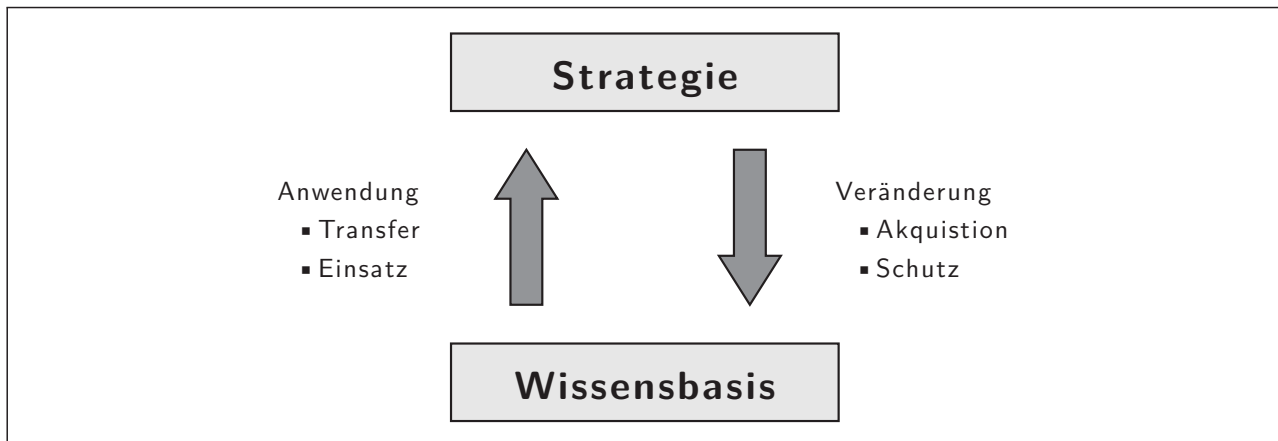 Strategie
Anwendung
▪ Transfer
▪ Einsatz
Veränderung
▪ Akquistion
▪ Schutz
Wissensbasis